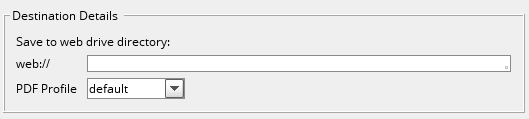 Destination Details
Save to web drive directory:
web://
PDF Profile default